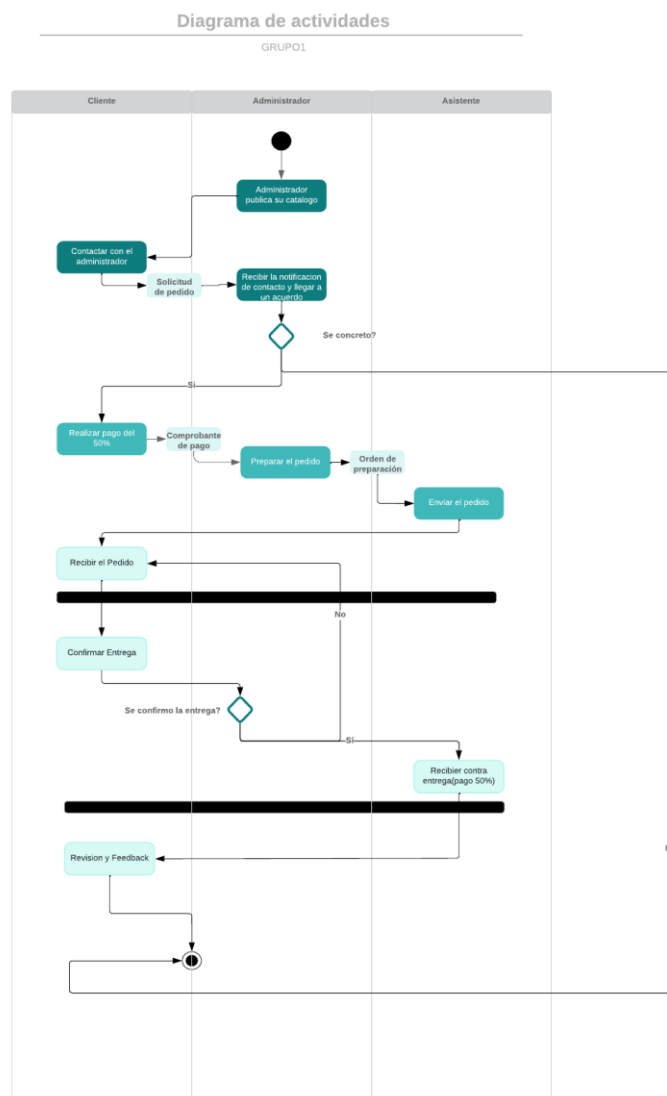 Diagrama de actividades
GRUPO1
Cliente
Administrador
Asistente
Administrador
publica su catalogo
Contactar con el
administrador
Solicitud
de pedido
Recibir la notificacion
de contacto y llegar a
un acuerdo
Se concreto?
Si
Realizar pago del
50%
Comprobante
de pago
Preparar el pedido
Orden de
preparación
Enviar el pedido
Recibir el Pedido
No
Confirmar Entrega
Se confirmo la entrega?
Si
Recibier contra
entrega(pago 50%)
Revision y Feedback